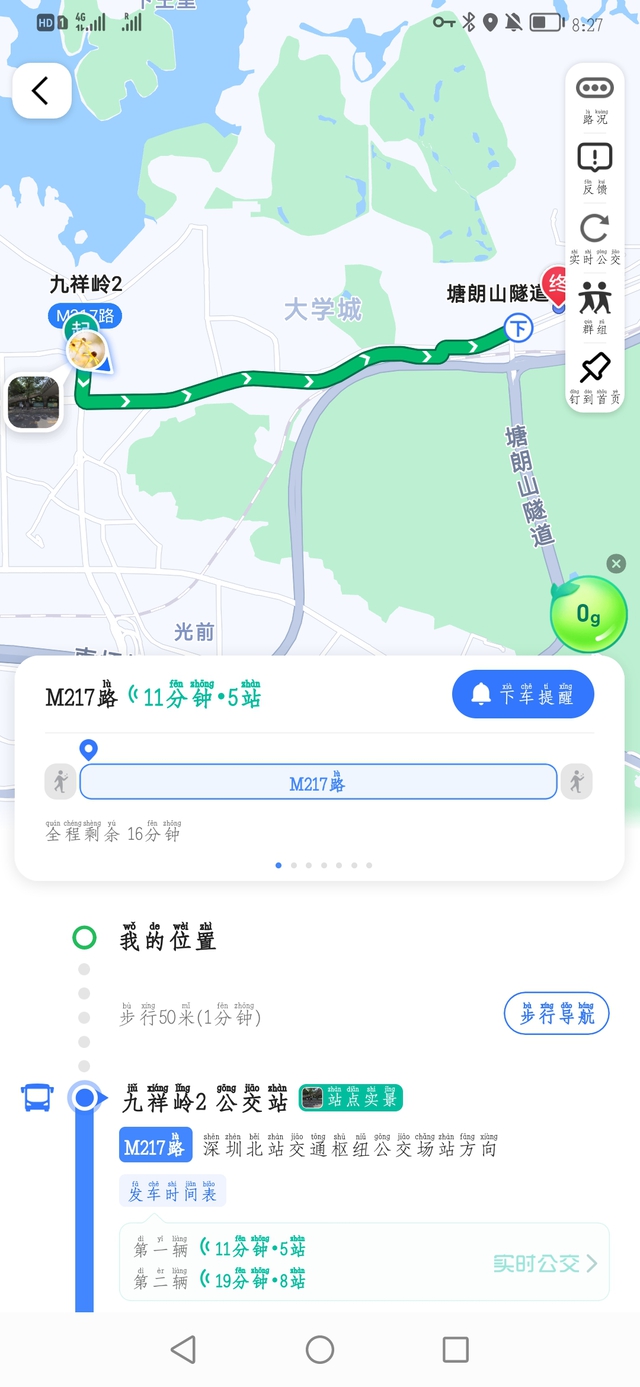 HD 1 4G R 8:27
路况
反馈
实时公交
群组
钉到首页
九祥岭2
M217路
起
大学城
塘朗山隧道
终
下
塘朗山隧道
0g
光前
M217路 11分钟•5站
下车提醒
M217路
全程剩余 16分钟
我的位置
步行50米(1分钟)
步行导航
九祥岭2 公交站 站点实景
M217路 深圳北站交通枢纽公交场站方向
发车时间表
第一辆 11分钟•5站
第二辆 19分钟•8站
实时公交